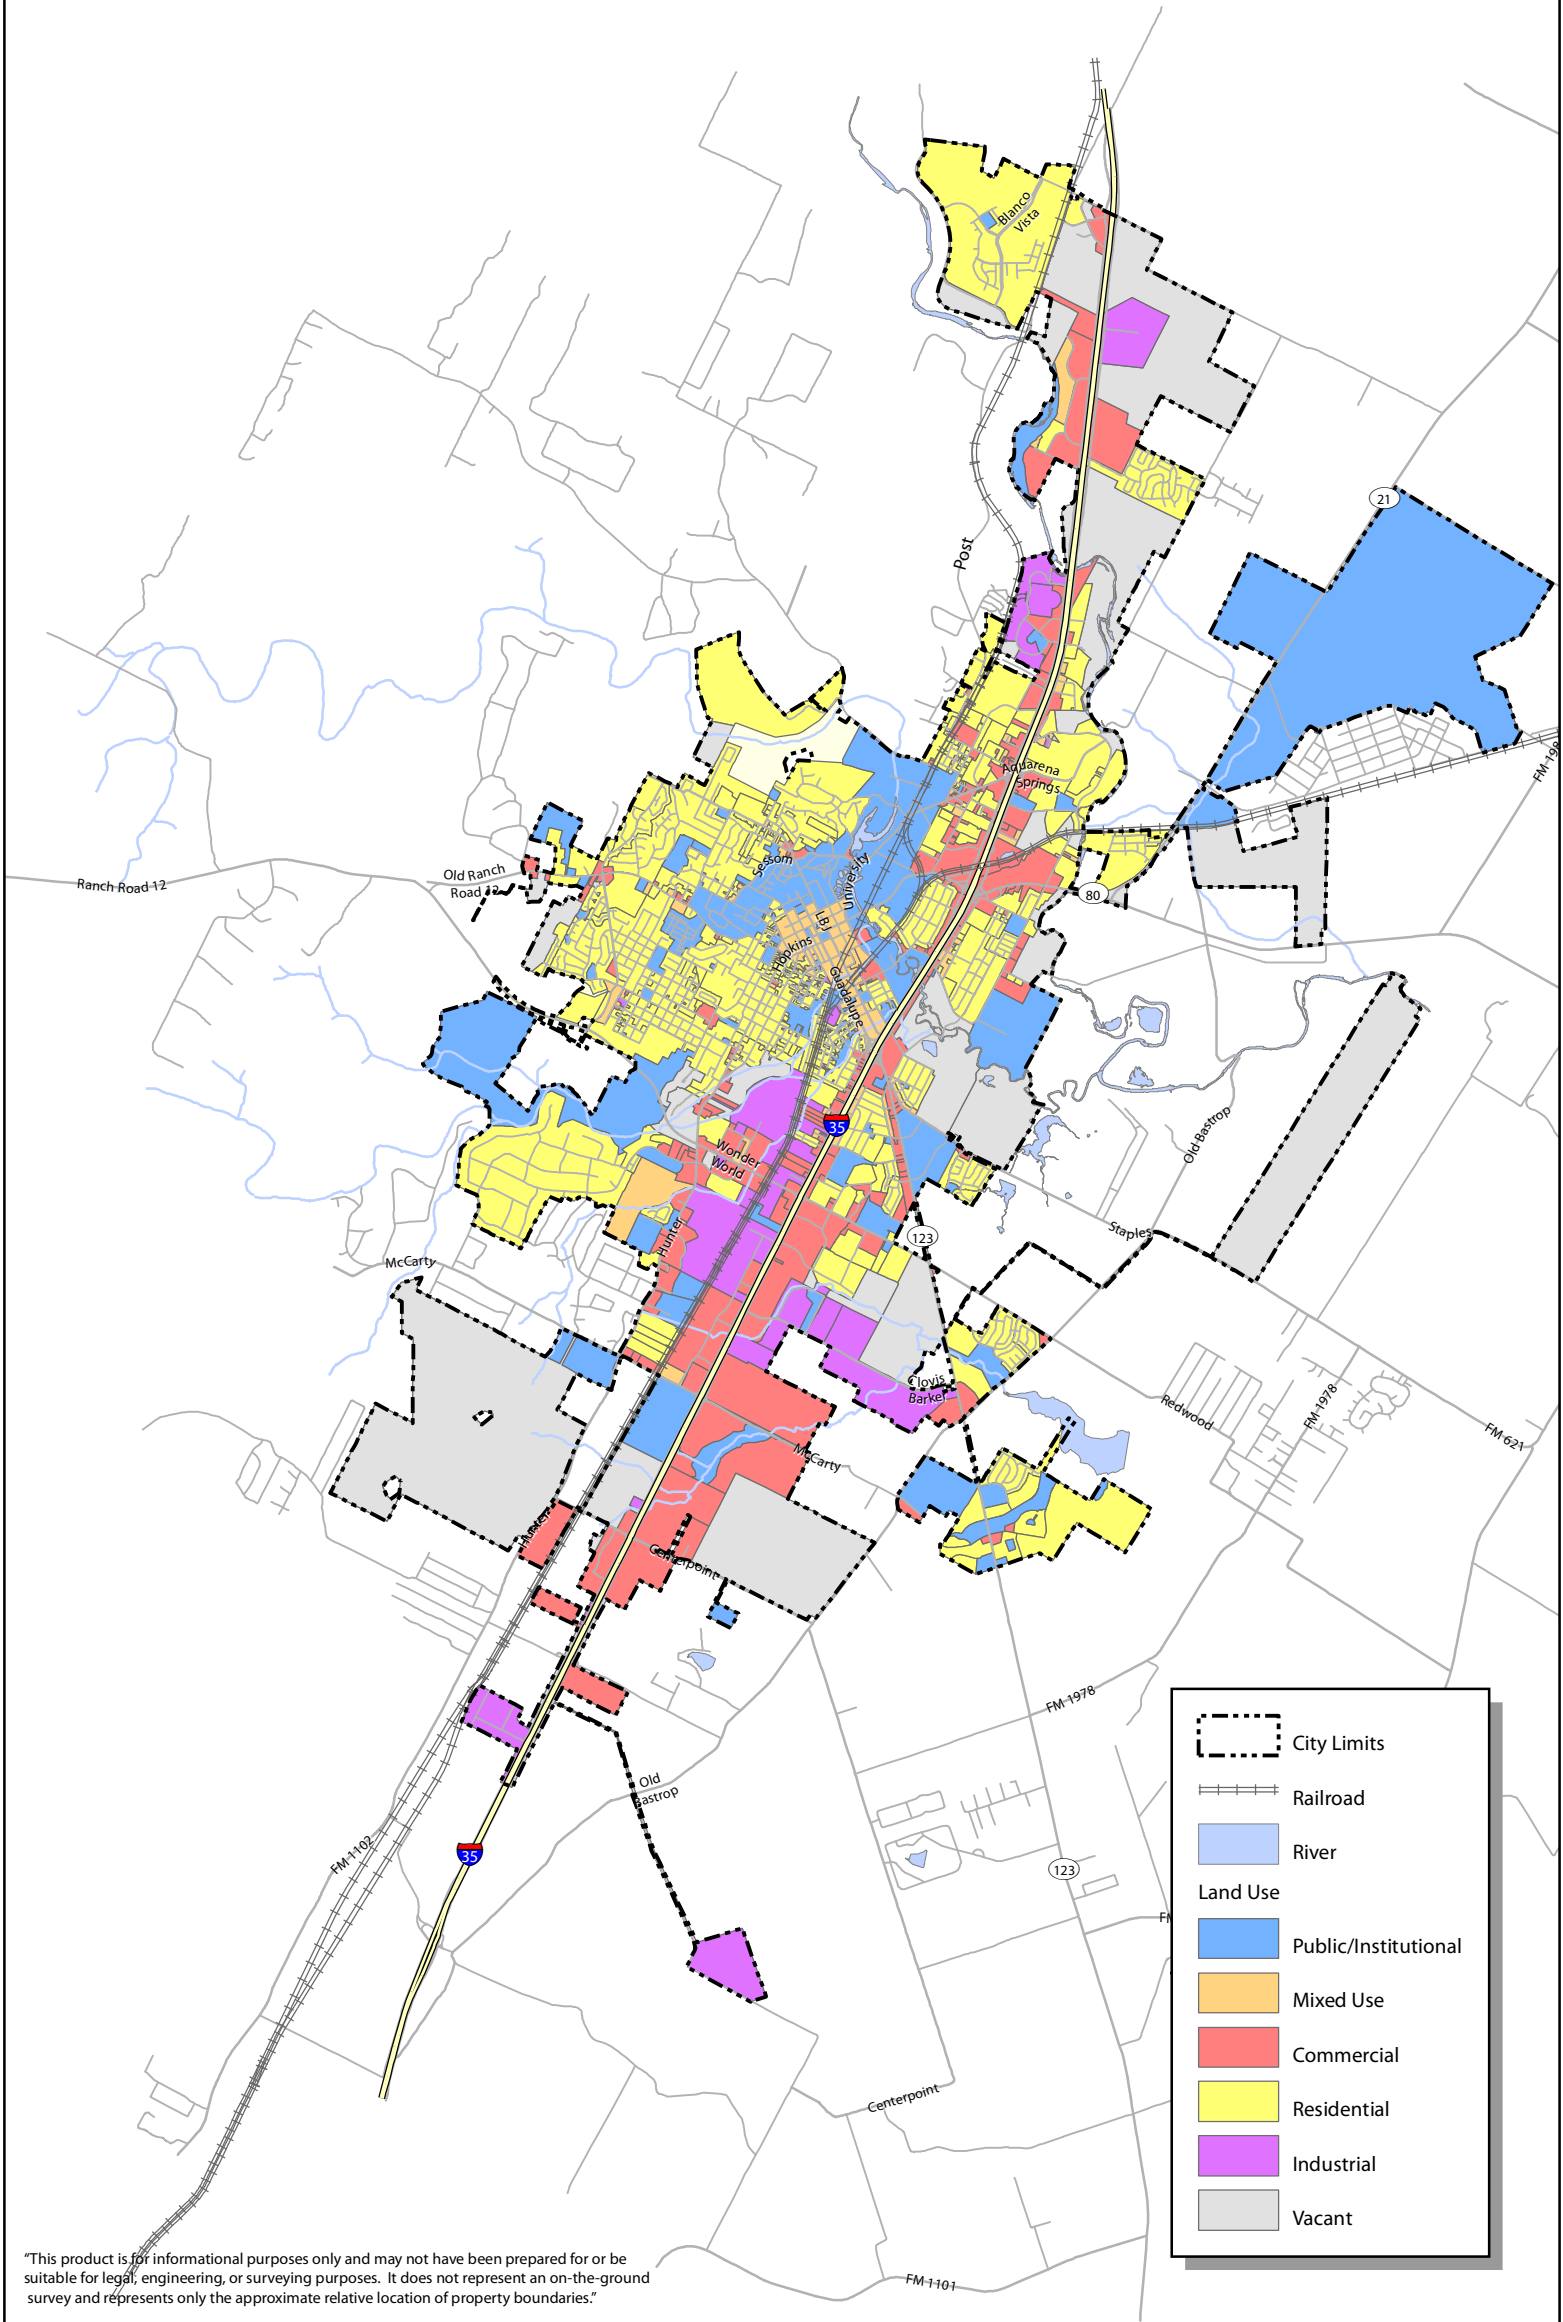 Blanco
Vista
21
Post
FM 198
Aquarena
Springs
Sessom
University
Old Ranch
Road 12
Ranch Road 12
80
LBJ
Hopkins
Guadalupe
35
Old Bastrop
Wonder
World
Hunter
123
Staples
McCarty
Clovis
Barker
Redwood
FM 1978
FM 621
McCarty
Hunter
Centerpoint
FM 1978
Old
Bastrop
FM 1102
35
123
FM
Centerpoint
FM 1101
City Limits
Railroad
River
Land Use
Public/Institutional
Mixed Use
Commercial
Residential
Industrial
Vacant
“This product is for informational purposes only and may not have been prepared for or be
suitable for legal, engineering, or surveying purposes. It does not represent an on-the-ground
survey and represents only the approximate relative location of property boundaries.”